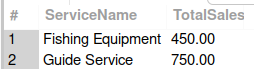 # ServiceName TotalSales
1 Fishing Equipment 450.00
2 Guide Service 750.00